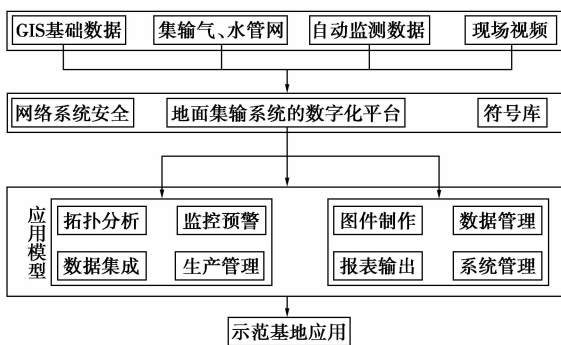 GIS基础数据 集输气、水管网 自动监测数据 现场视频
网络系统安全 地面集输系统的数字化平台 符号库
应用模型
拓扑分析 监控预警 图件制作 数据管理
数据集成 生产管理 报表输出 系统管理
示范基地应用